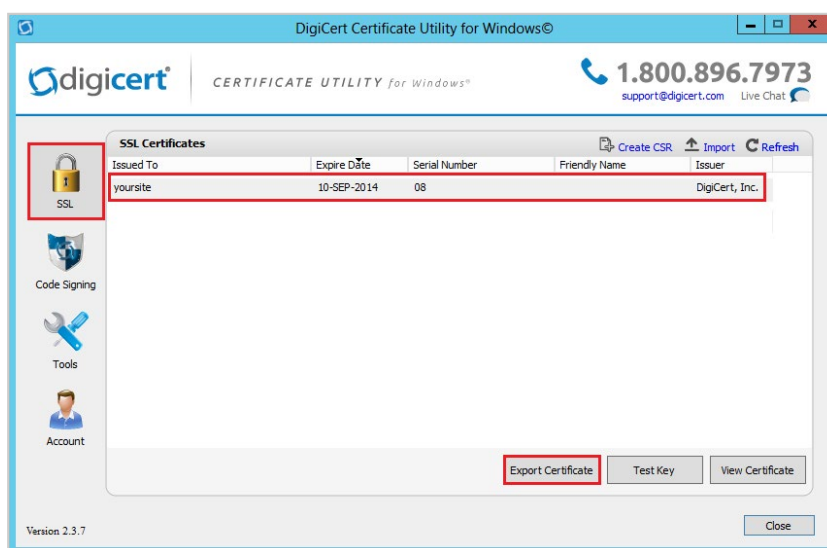 DigiCert Certificate Utility for Windows©
digicert®
CERTIFICATE UTILITY for Windows®
1.800.896.7973
support@digicert.com Live Chat
SSL Certificates
Create CSR Import Refresh
Issued To Expire Date Serial Number Friendly Name Issuer
yoursite 10-SEP-2014 08 DigiCert, Inc.
SSL
Code Signing
Tools
Account
Export Certificate Test Key View Certificate
Version 2.3.7
Close